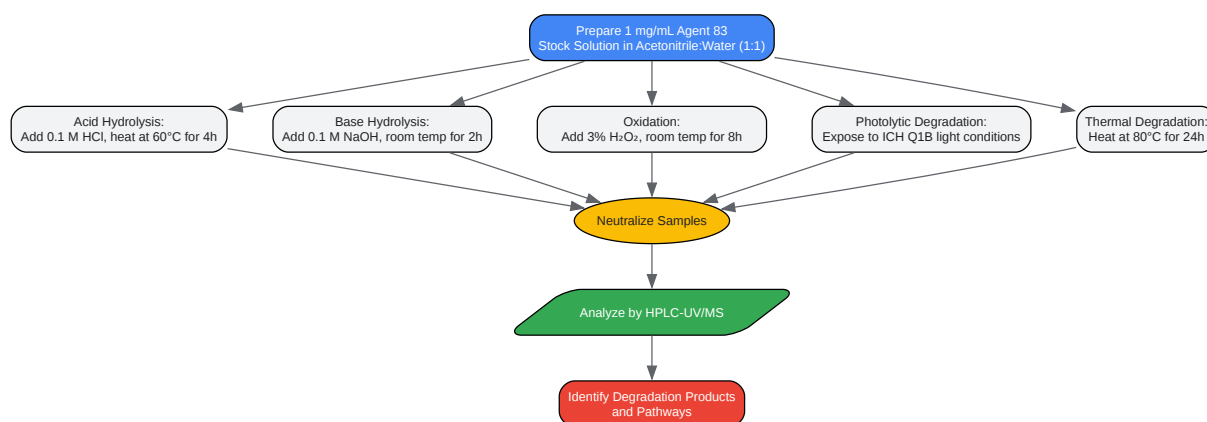 Prepare 1 mg/mL Agent 83
Stock Solution in Acetonitrile:Water (1:1)
Acid Hydrolysis:
Add 0.1 M HCl, heat at 60°C for 4h
Base Hydrolysis:
Add 0.1 M NaOH, room temp for 2h
Oxidation:
Add 3% H₂O₂, room temp for 8h
Photolytic Degradation:
Expose to ICH Q1B light conditions
Thermal Degradation:
Heat at 80°C for 24h
Neutralize Samples
Analyze by HPLC-UV/MS
Identify Degradation Products
and Pathways